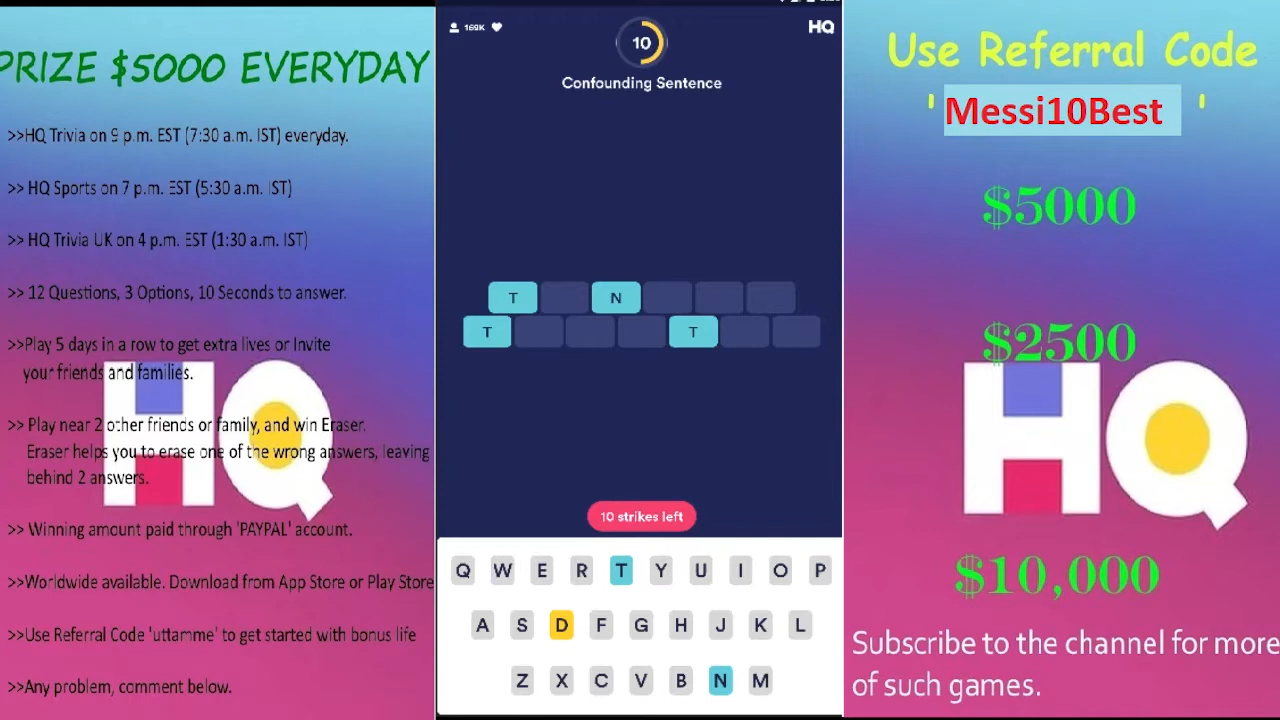 PRIZE $5000 EVERYDAY
>>HQ Trivia on 9 p.m. EST (7:30 a.m. IST) everyday.
>> HQ Sports on 7 p.m. EST (5:30 a.m. IST)
>> HQ Trivia UK on 4 p.m. EST (1:30 a.m. IST)
>> 12 Questions, 3 Options, 10 Seconds to answer.
>>Play 5 days in a row to get extra lives or Invite
your friends and families.
>> Play near 2 other friends or family, and win Eraser.
Eraser helps you to erase one of the wrong answers, leaving
behind 2 answers.
>> Winning amount paid through 'PAYPAL' account.
>>Worldwide available. Download from App Store or Play Store
>>Use Referral Code 'uttamme' to get started with bonus life
>>Any problem, comment below.
HQ
169K
10
HQ
Confounding Sentence
T N
T T
10 strikes left
Q W E R T Y U I O P
A S D F G H J K L
Z X C V B N M
Use Referral Code
' Messi10Best '
$5000
$2500
HQ
$10,000
Subscribe to the channel for more
of such games.